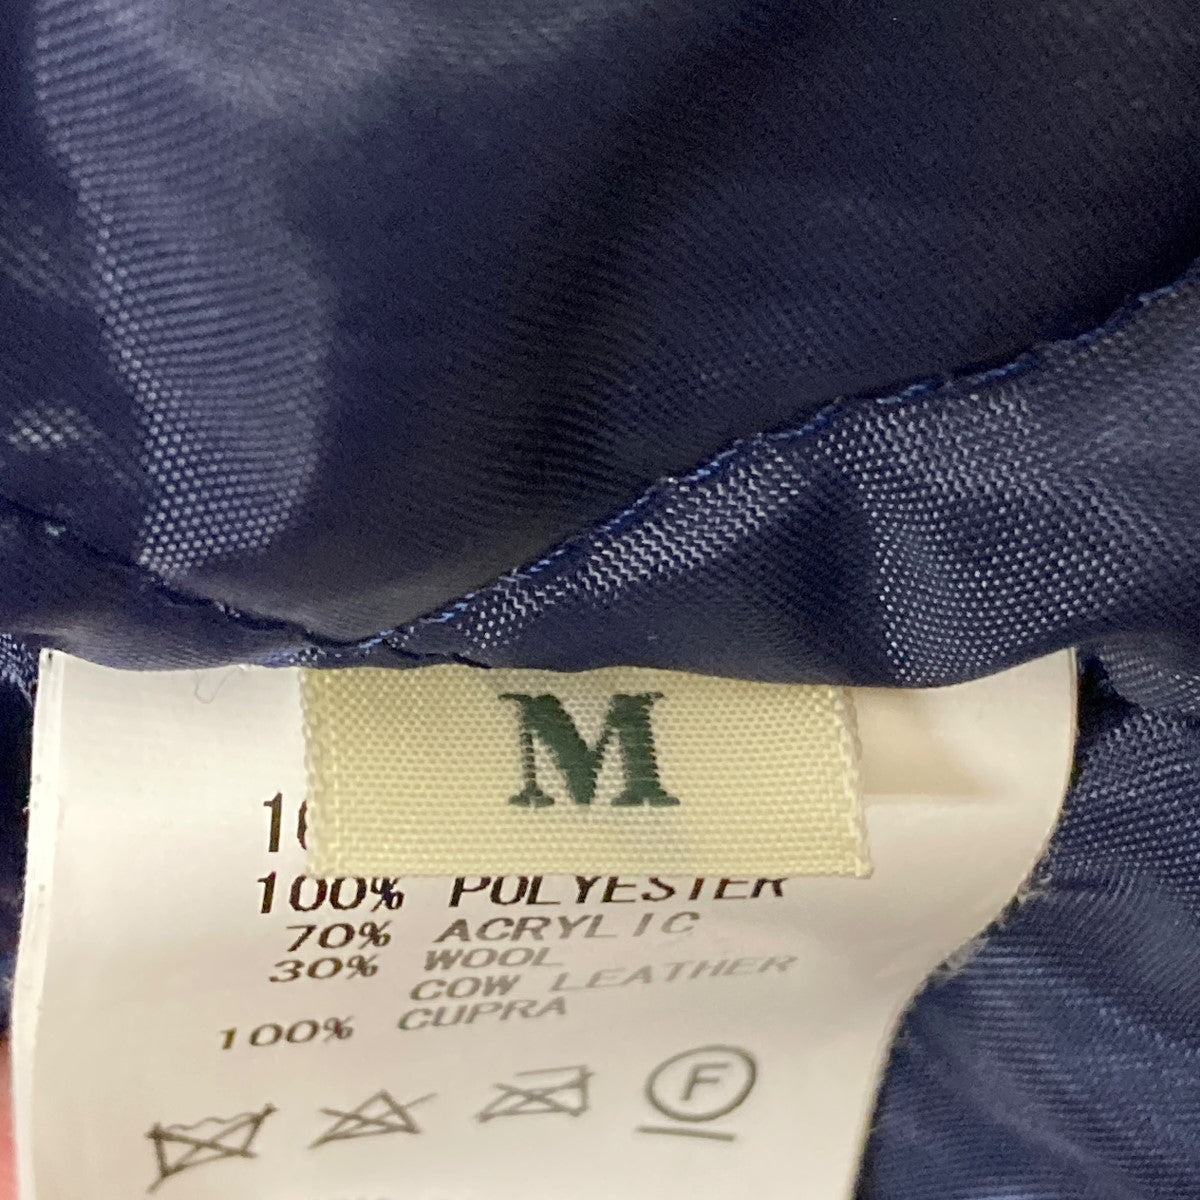 M
100% POLYESTER
70% ACRYLIC
30% WOOL
COW LEATHER
100% CUPRA
F